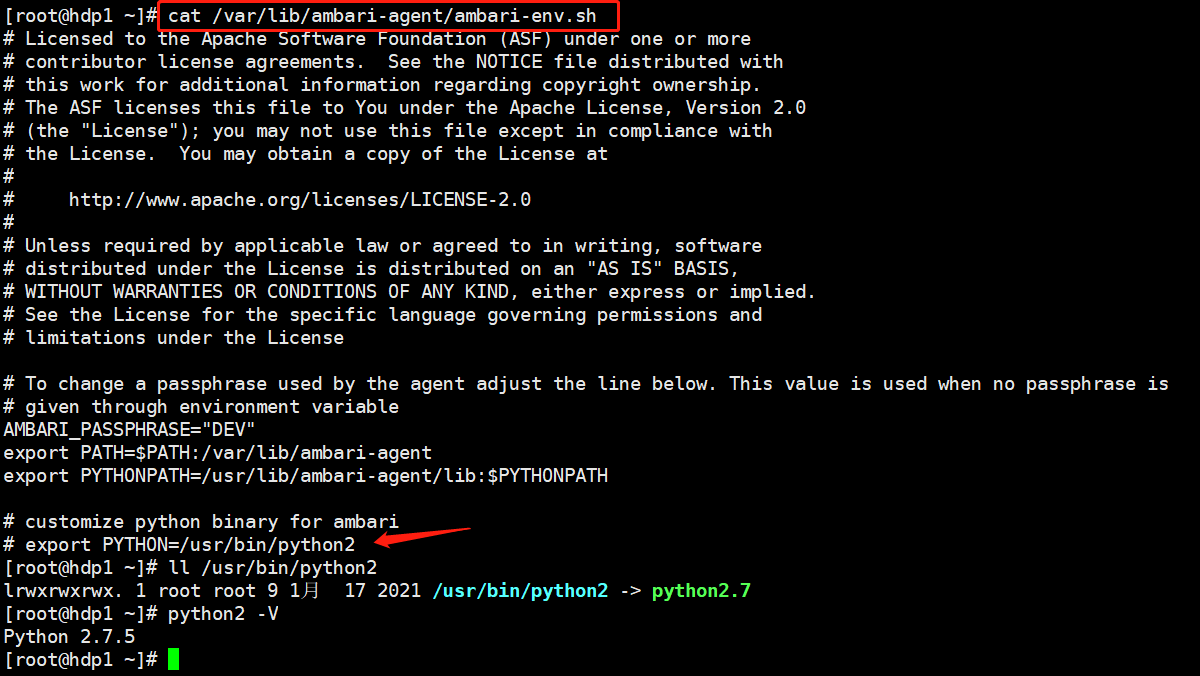 [root@hdp1 ~]# cat /var/lib/ambari-agent/ambari-env.sh
# Licensed to the Apache Software Foundation (ASF) under one or more
# contributor license agreements.  See the NOTICE file distributed with
# this work for additional information regarding copyright ownership.
# The ASF licenses this file to You under the Apache License, Version 2.0
# (the "License"); you may not use this file except in compliance with
# the License.  You may obtain a copy of the License at
#
#     http://www.apache.org/licenses/LICENSE-2.0
#
# Unless required by applicable law or agreed to in writing, software
# distributed under the License is distributed on an "AS IS" BASIS,
# WITHOUT WARRANTIES OR CONDITIONS OF ANY KIND, either express or implied.
# See the License for the specific language governing permissions and
# limitations under the License

# To change a passphrase used by the agent adjust the line below. This value is used when no passphrase is
# given through environment variable
AMBARI_PASSPHRASE="DEV"
export PATH=$PATH:/var/lib/ambari-agent
export PYTHONPATH=/usr/lib/ambari-agent/lib:$PYTHONPATH

# customize python binary for ambari
# export PYTHON=/usr/bin/python2
[root@hdp1 ~]# ll /usr/bin/python2
lrwxrwxrwx. 1 root root 9 1月  17 2021 /usr/bin/python2 -> python2.7
[root@hdp1 ~]# python2 -V
Python 2.7.5
[root@hdp1 ~]#